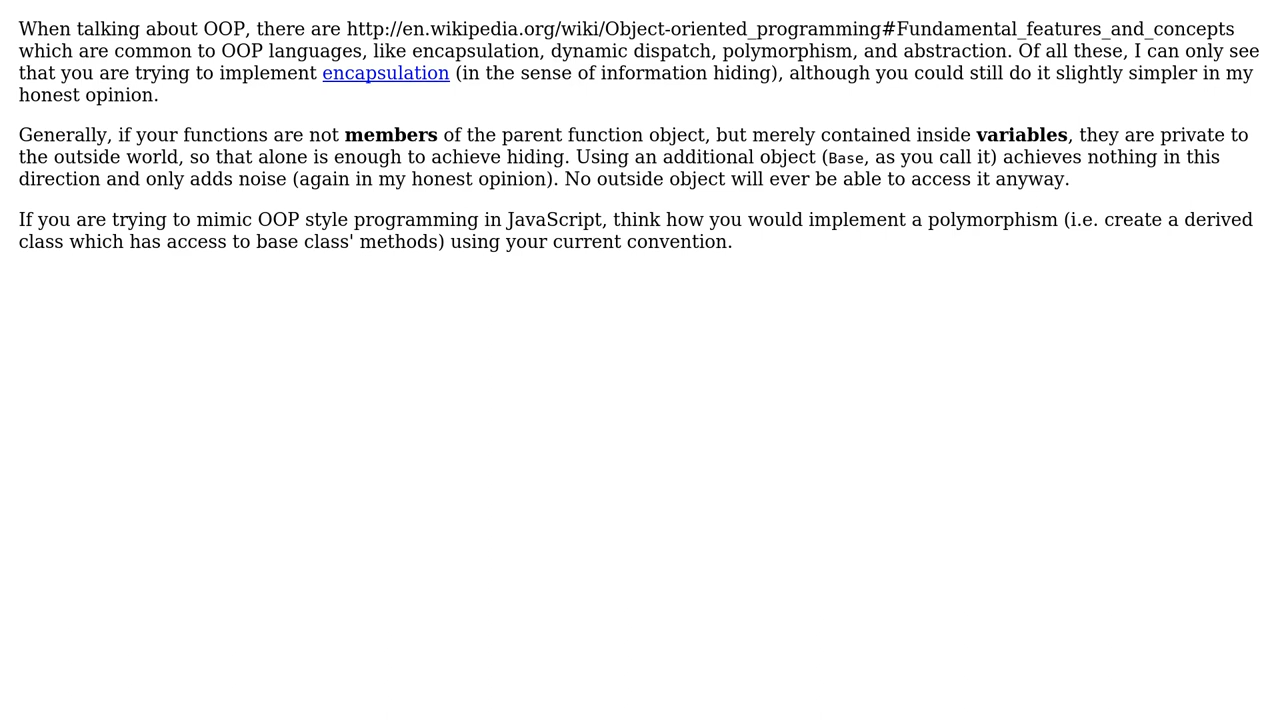 When talking about OOP, there are http://en.wikipedia.org/wiki/Object-oriented_programming#Fundamental_features_and_concepts
which are common to OOP languages, like encapsulation, dynamic dispatch, polymorphism, and abstraction. Of all these, I can only see
that you are trying to implement encapsulation (in the sense of information hiding), although you could still do it slightly simpler in my
honest opinion.
Generally, if your functions are not members of the parent function object, but merely contained inside variables, they are private to
the outside world, so that alone is enough to achieve hiding. Using an additional object (Base, as you call it) achieves nothing in this
direction and only adds noise (again in my honest opinion). No outside object will ever be able to access it anyway.
If you are trying to mimic OOP style programming in JavaScript, think how you would implement a polymorphism (i.e. create a derived
class which has access to base class' methods) using your current convention.